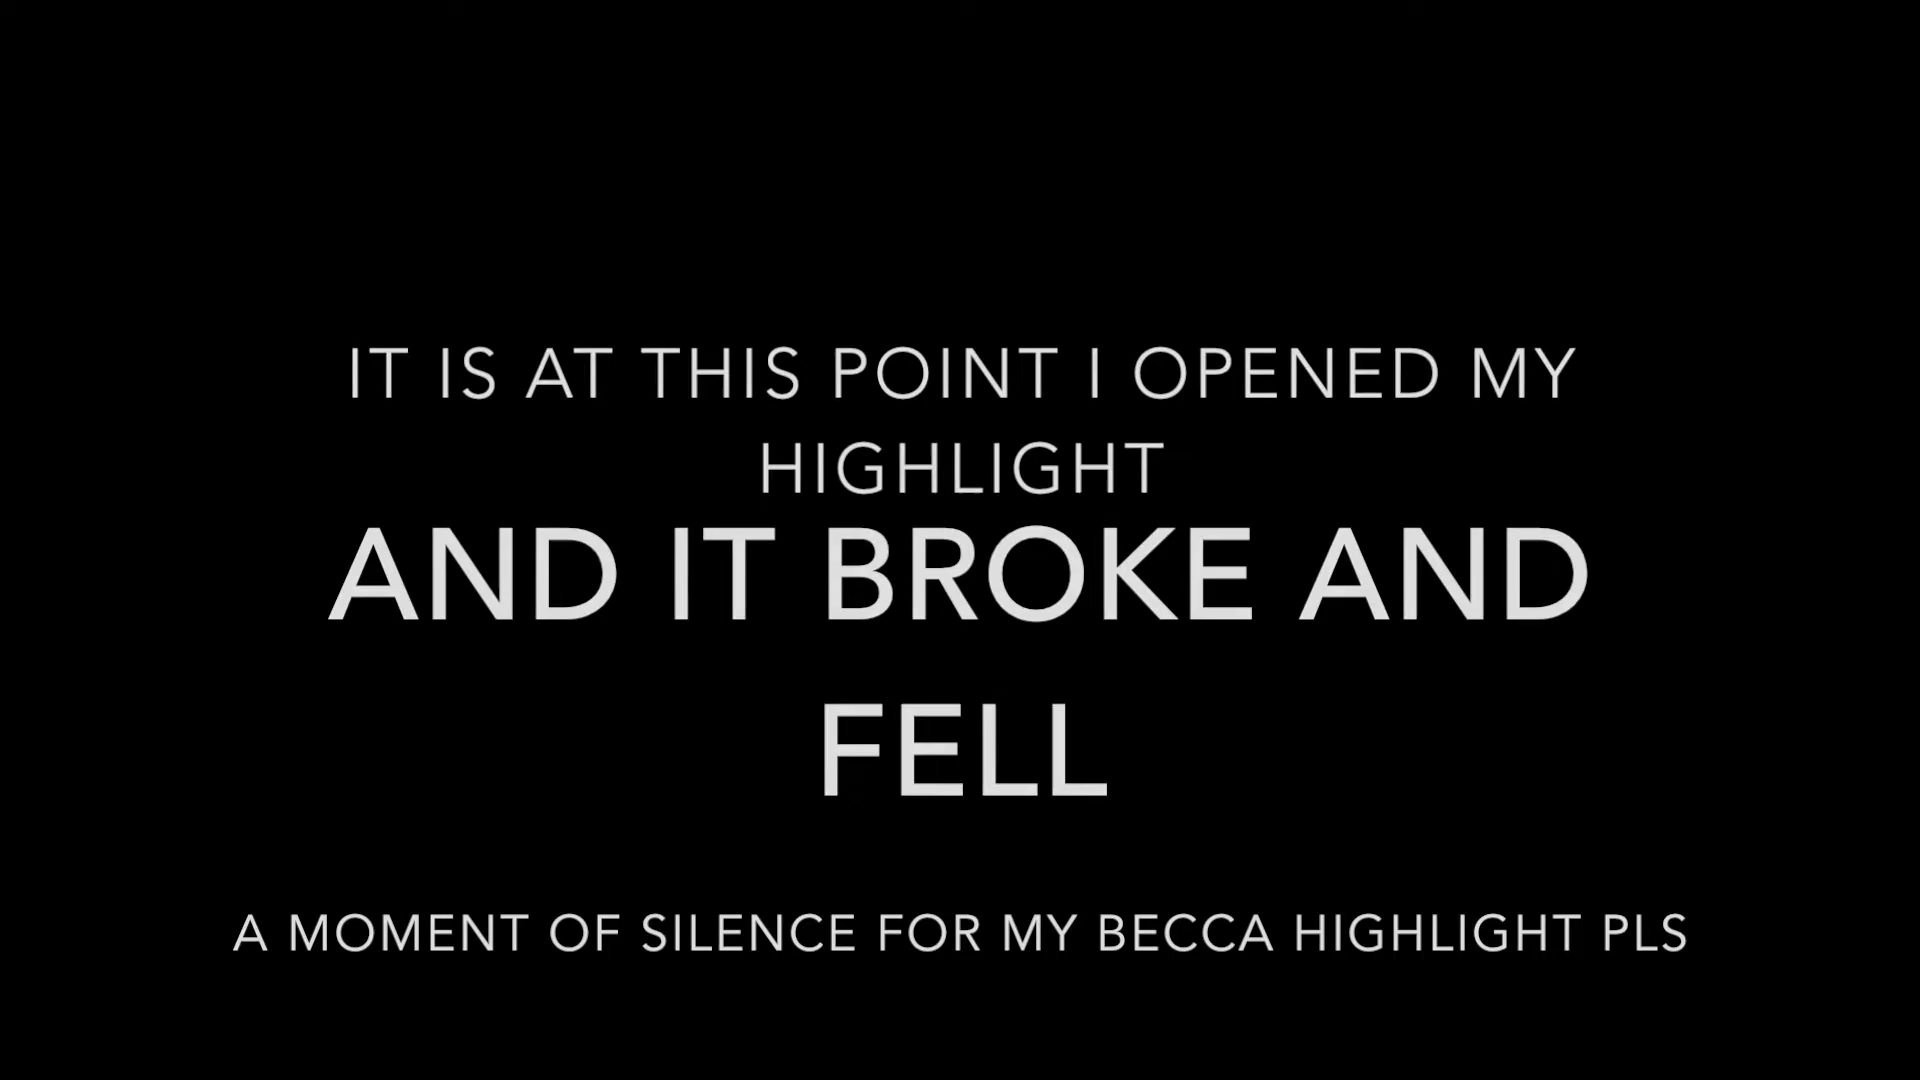 IT IS AT THIS POINT I OPENED MY
HIGHLIGHT
AND IT BROKE AND
FELL
A MOMENT OF SILENCE FOR MY BECCA HIGHLIGHT PLS